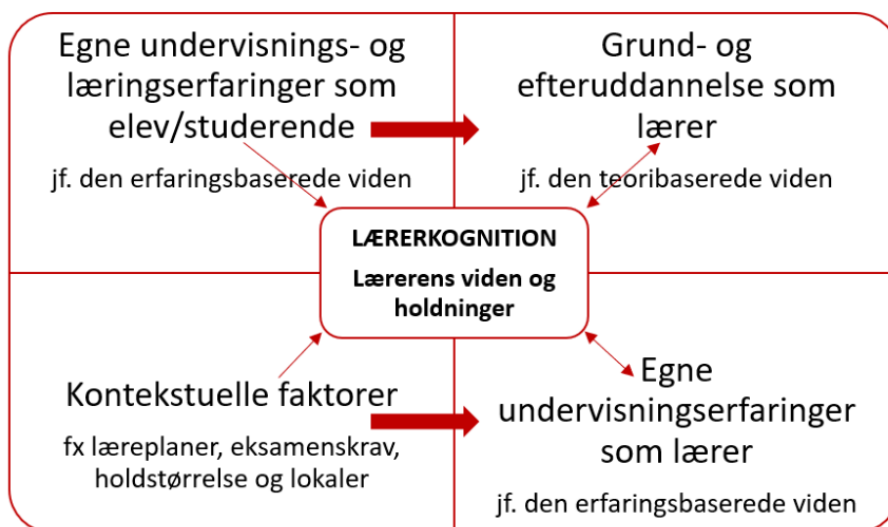 Egne undervisnings- og
læringserfaringer som
elev/studerende
jf. den erfaringsbaserede viden
Grund- og
efteruddannelse som
lærer
jf. den teoribaserede viden
LÆRERKOGNITION
Lærerens viden og
holdninger
Kontekstuelle faktorer
fx læreplaner, eksamenskrav,
holdstørrelse og lokaler
Egne
undervisningserfaringer
som lærer
jf. den erfaringsbaserede viden